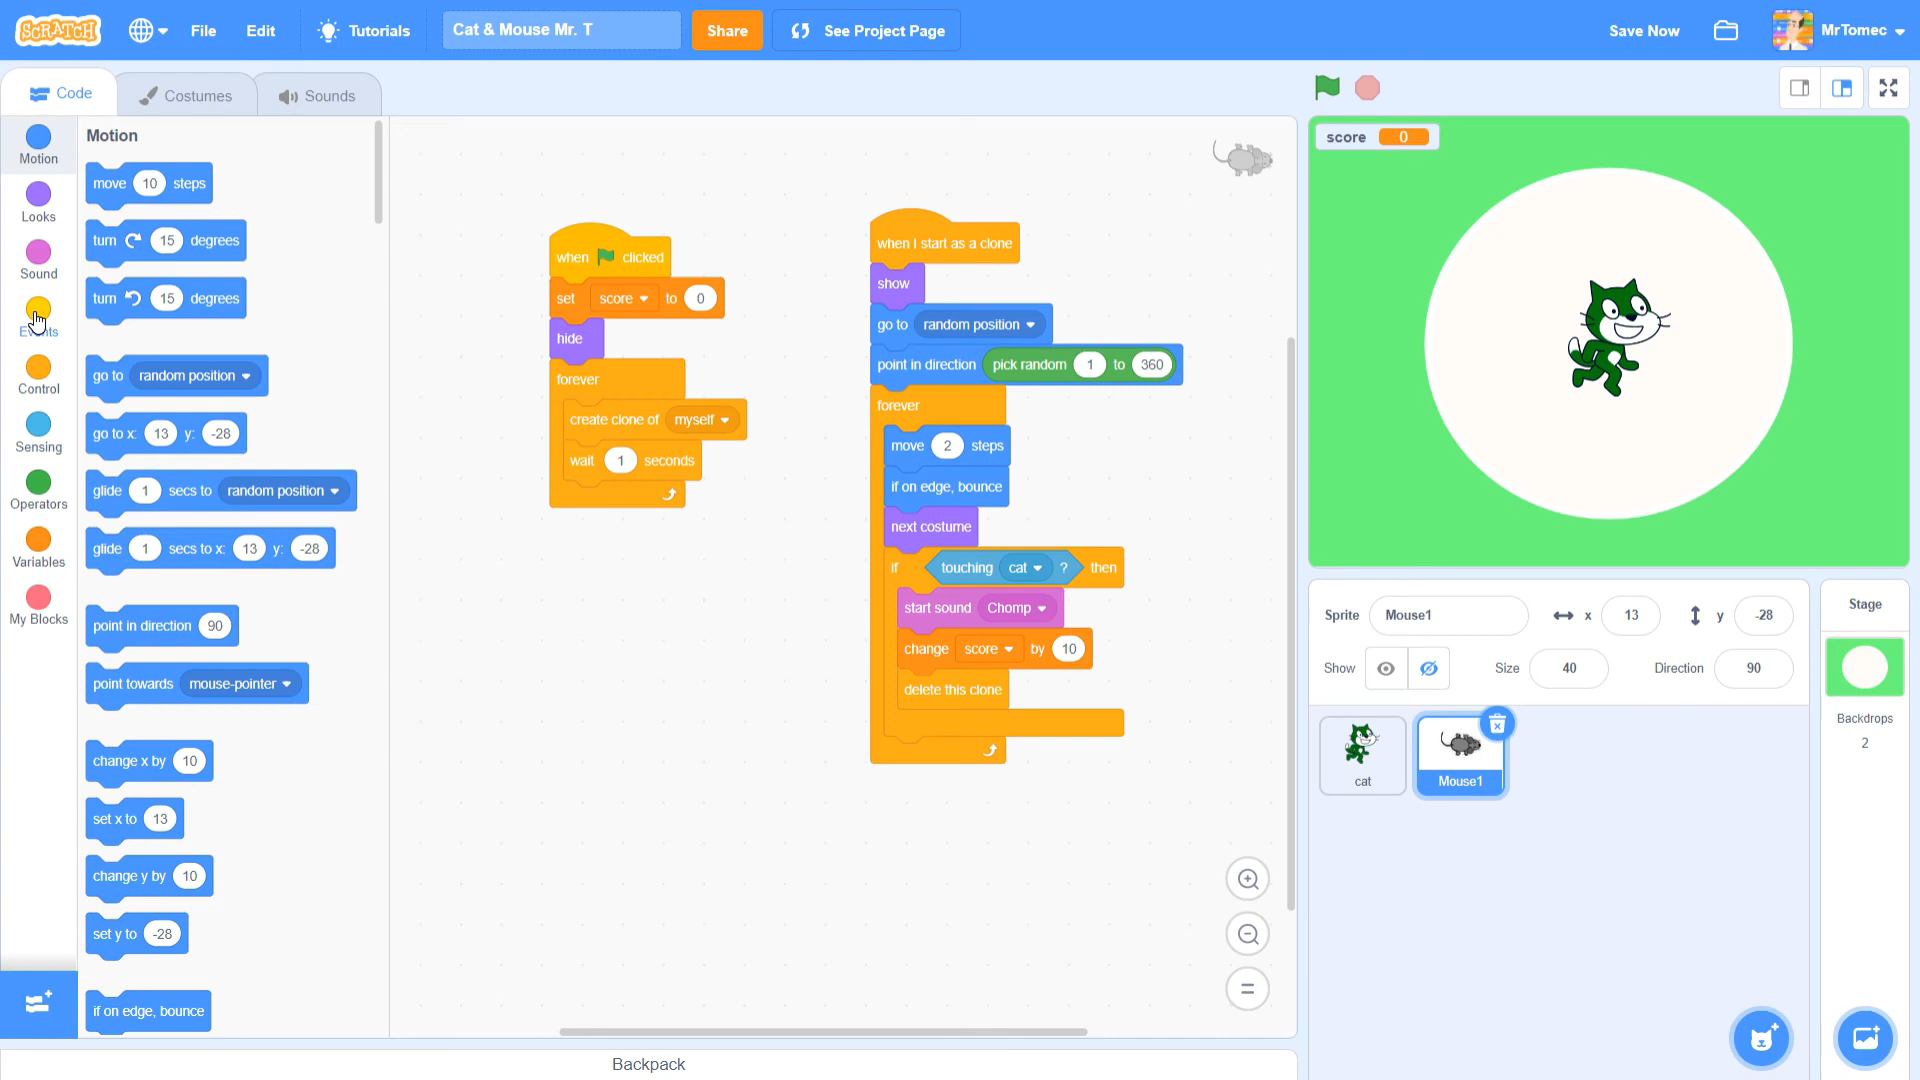 SCRATCH File Edit Tutorials Cat & Mouse Mr. T Share See Project Page Save Now MrTomec
Code Costumes Sounds
Motion
Looks
Sound
Events
Control
Sensing
Operators
Variables
My Blocks
Motion
move 10 steps
turn 15 degrees
turn 15 degrees
go to random position
go to x: 13 y: -28
glide 1 secs to random position
glide 1 secs to x: 13 y: -28
point in direction 90
point towards mouse-pointer
change x by 10
set x to 13
change y by 10
set y to -28
if on edge, bounce
when clicked
set score to 0
hide
forever
create clone of myself
wait 1 seconds
when I start as a clone
show
go to random position
point in direction pick random 1 to 360
forever
move 2 steps
if on edge, bounce
next costume
if touching cat ? then
start sound Chomp
change score by 10
delete this clone
Backpack
score 0
Sprite Mouse1 x 13 y -28
Show Size 40 Direction 90
cat
Mouse1
Stage
Backdrops
2